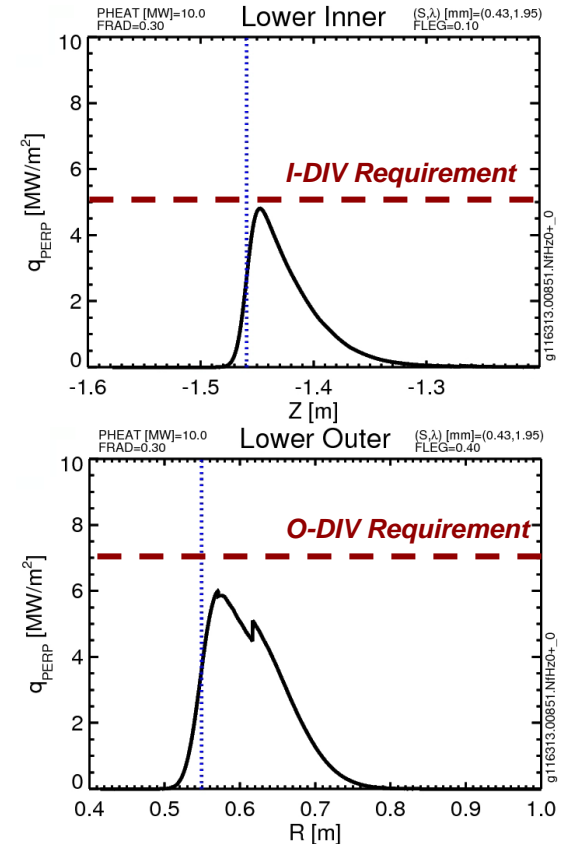 PHEAT [MW]=10.0
FRAD=0.30
Lower Inner
(S,λ) [mm]=(0.43,1.95)
FLEG=0.10
10
8
6
4
2
0
qPERP [MW/m²]
I-DIV Requirement
-1.6
-1.5
-1.4
-1.3
Z [m]
g116313.00851.NfHz0+_0
PHEAT [MW]=10.0
FRAD=0.30
Lower Outer
(S,λ) [mm]=(0.43,1.95)
FLEG=0.40
10
8
6
4
2
0
qPERP [MW/m²]
O-DIV Requirement
0.4
0.5
0.6
0.7
0.8
0.9
1.0
R [m]
g116313.00851.NfHz0+_0